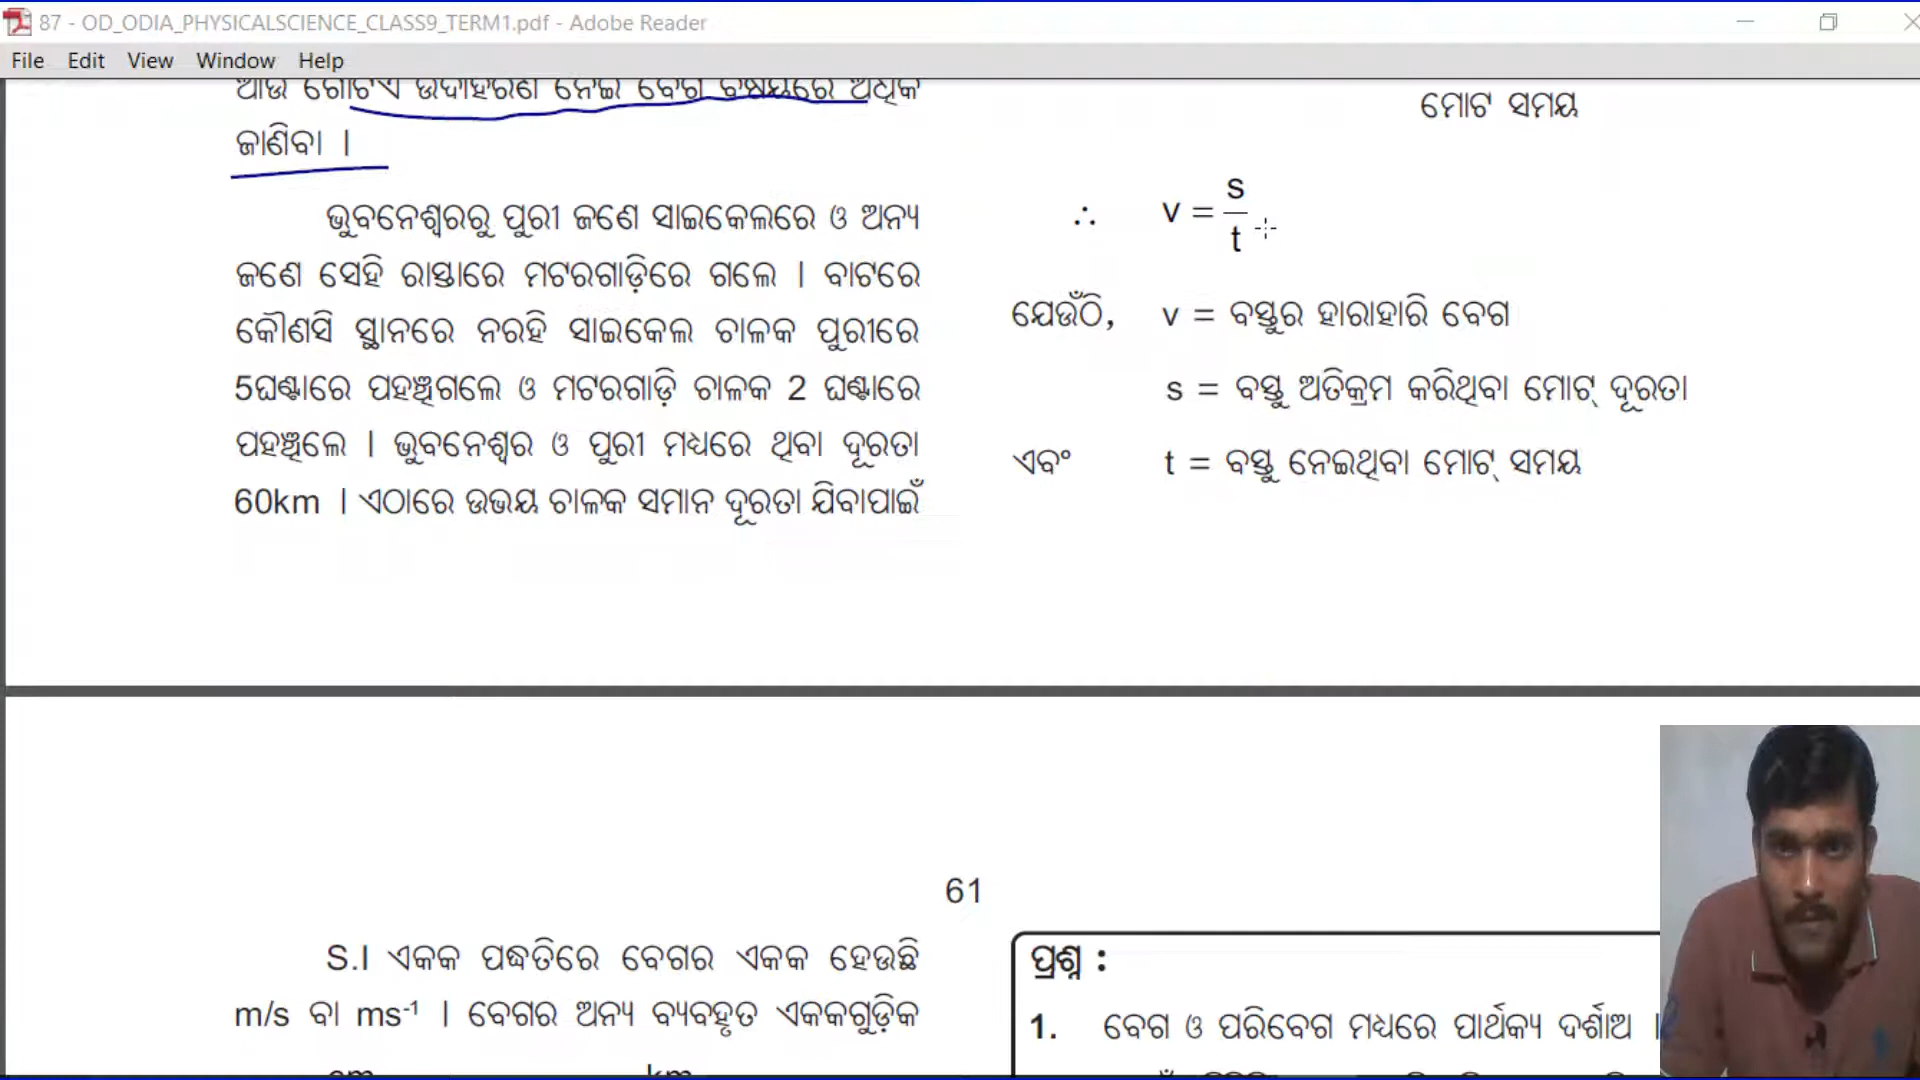 87 - OD_ODIA_PHYSICALSCIENCE_CLASS9_TERM1.pdf - Adobe Reader
File Edit View Window Help
ଆଉ ଗୋଟିଏ ଉଦାହରଣ ନେଇ ବେଗ ବିଷୟରେ ଅଧିକ
ଜାଣିବା ।
ଭୁବନେଶ୍ୱରରୁ ପୁରୀ ଜଣେ ସାଇକେଲରେ ଓ ଅନ୍ୟ
ଜଣେ ସେହି ରାସ୍ତାରେ ମଟରଗାଡ଼ିରେ ଗଲେ । ବାଟରେ
କୌଣସି ସ୍ଥାନରେ ନରହି ସାଇକେଲ ଚାଳକ ପୁରୀରେ
5ଘଣ୍ଟାରେ ପହଞ୍ଚିଗଲେ ଓ ମଟରଗାଡ଼ି ଚାଳକ 2 ଘଣ୍ଟାରେ
ପହଞ୍ଚିଲେ । ଭୁବନେଶ୍ୱର ଓ ପୁରୀ ମଧ୍ୟରେ ଥିବା ଦୂରତା
60km । ଏଠାରେ ଉଭୟ ଚାଳକ ସମାନ ଦୂରତା ଯିବାପାଇଁ
ମୋଟ ସମୟ
∴ v = s/t
ଯେଉଁଠି, v = ବସ୍ତୁର ହାରାହାରି ବେଗ
s = ବସ୍ତୁ ଅତିକ୍ରମ କରିଥିବା ମୋଟ୍ ଦୂରତା
ଏବଂ t = ବସ୍ତୁ ନେଇଥିବା ମୋଟ୍ ସମୟ
61
S.I ଏକକ ପଦ୍ଧତିରେ ବେଗର ଏକକ ହେଉଛି
m/s ବା ms⁻¹ । ବେଗର ଅନ୍ୟ ବ୍ୟବହୃତ ଏକକଗୁଡ଼ିକ
cm km
ପ୍ରଶ୍ନ :
1. ବେଗ ଓ ପରିବେଗ ମଧ୍ୟରେ ପାର୍ଥକ୍ୟ ଦର୍ଶାଅ ।